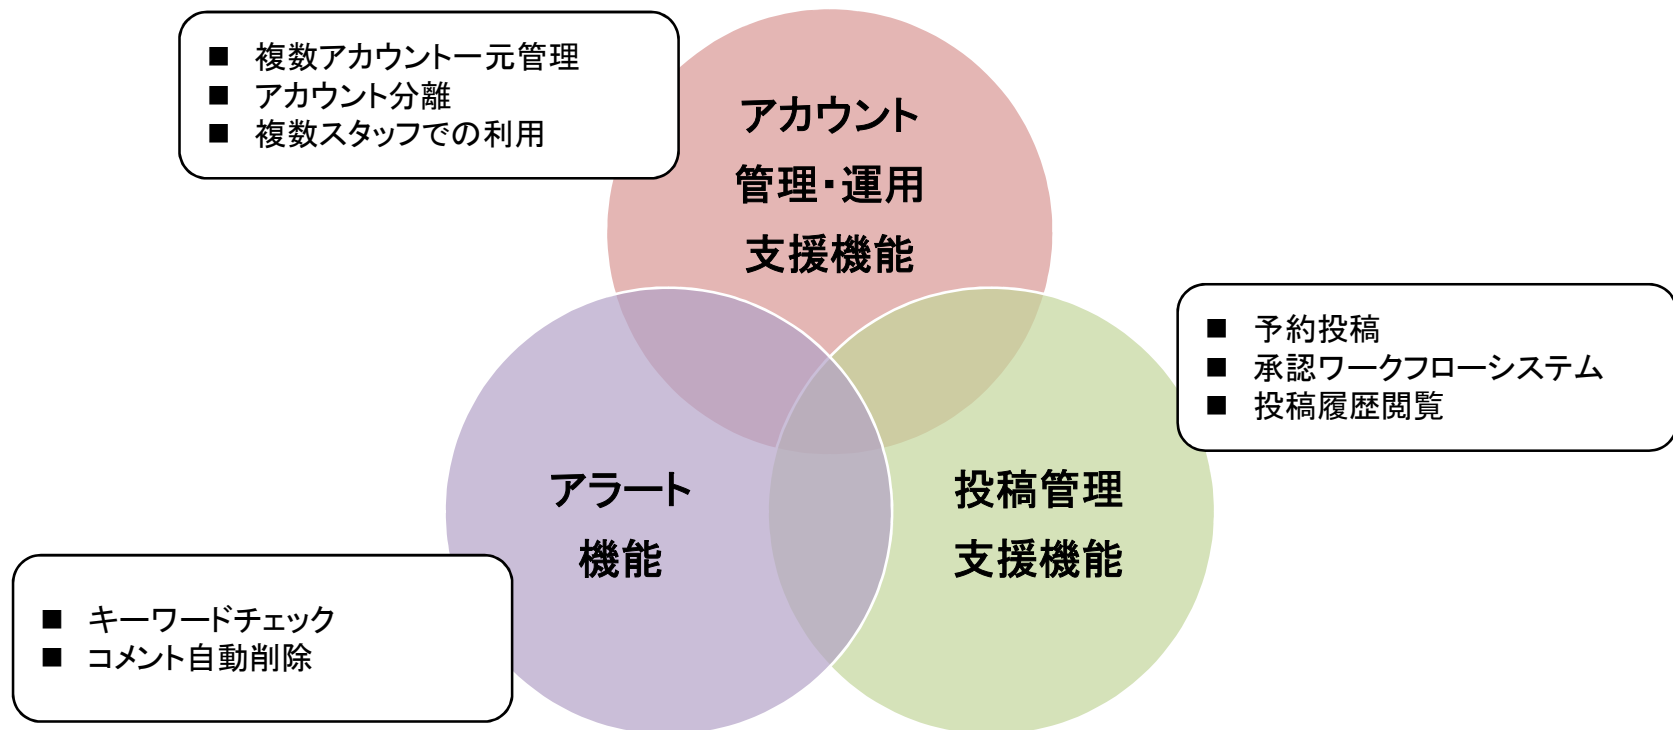 ■ 複数アカウント一元管理
■ アカウント分離
■ 複数スタッフでの利用
アカウント
管理・運用
支援機能
■ 予約投稿
■ 承認ワークフローシステム
■ 投稿履歴閲覧
アラート
機能
投稿管理
支援機能
■ キーワードチェック
■ コメント自動削除